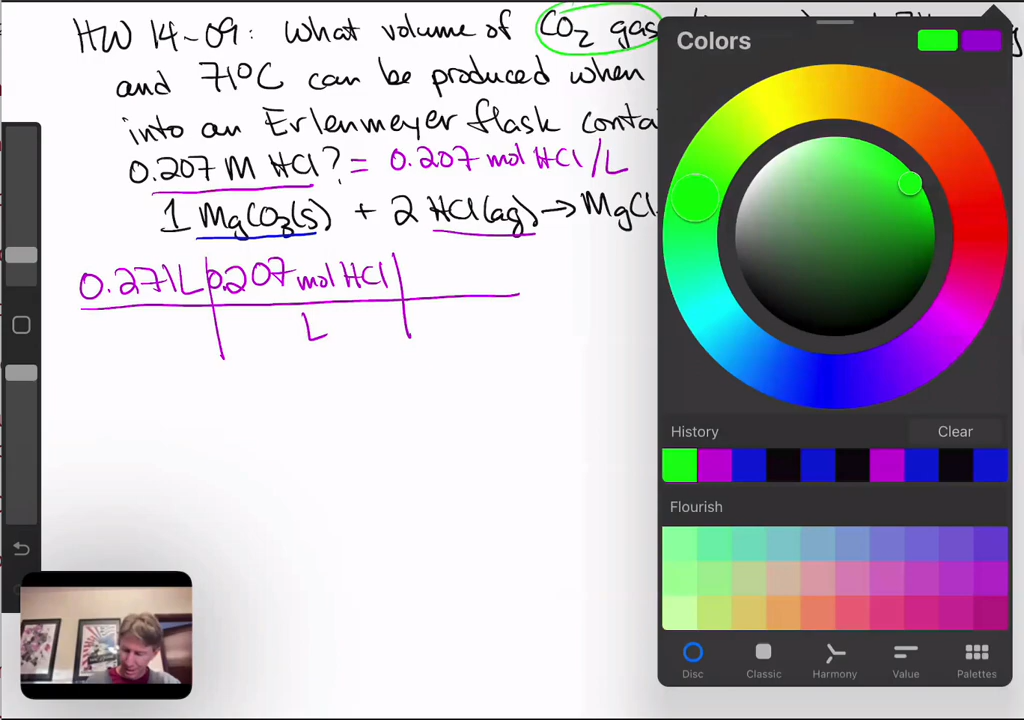 HW 14-09: What volume of CO2 gas
and 71°C can be produced when
into an Erlenmeyer flask conta
0.207 M HCl? = 0.207 mol HCl/L
1 MgCO3(s) + 2 HCl(aq) → MgCl
0.271L 0.207 mol HCl
L
Colors
History
Clear
Flourish
Disc Classic Harmony Value Palettes